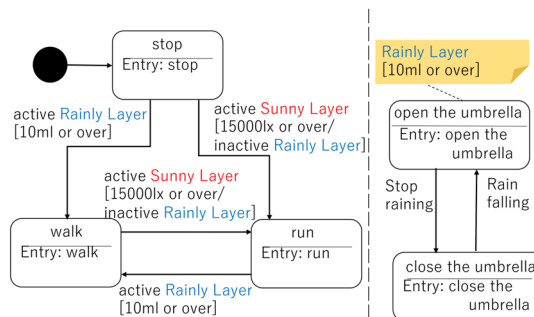 stop
Entry: stop
active Rainly Layer
[10ml or over]
active Sunny Layer
[15000lx or over/
inactive Rainly Layer]
active Sunny Layer
[15000lx or over/
inactive Rainly Layer]
walk
Entry: walk
run
Entry: run
active Rainly Layer
[10ml or over]
Rainly Layer
[10ml or over]
open the umbrella
Entry: open the
umbrella
Stop
raining
Rain
falling
close the umbrella
Entry: close the
umbrella